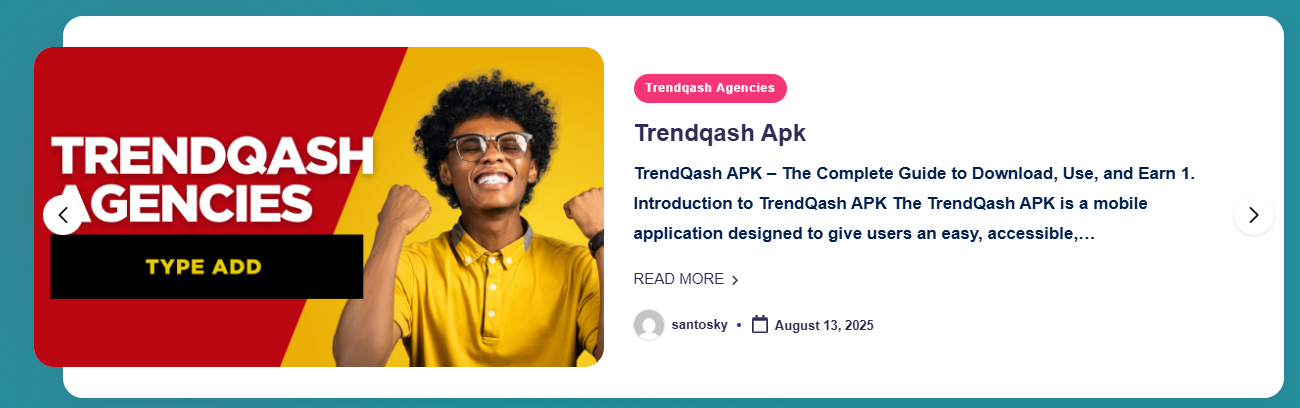 TRENDQASH
AGENCIES
TYPE ADD
Trendqash Agencies
Trendqash Apk
TrendQash APK – The Complete Guide to Download, Use, and Earn 1.
Introduction to TrendQash APK The TrendQash APK is a mobile
application designed to give users an easy, accessible,…
READ MORE
santosky • August 13, 2025